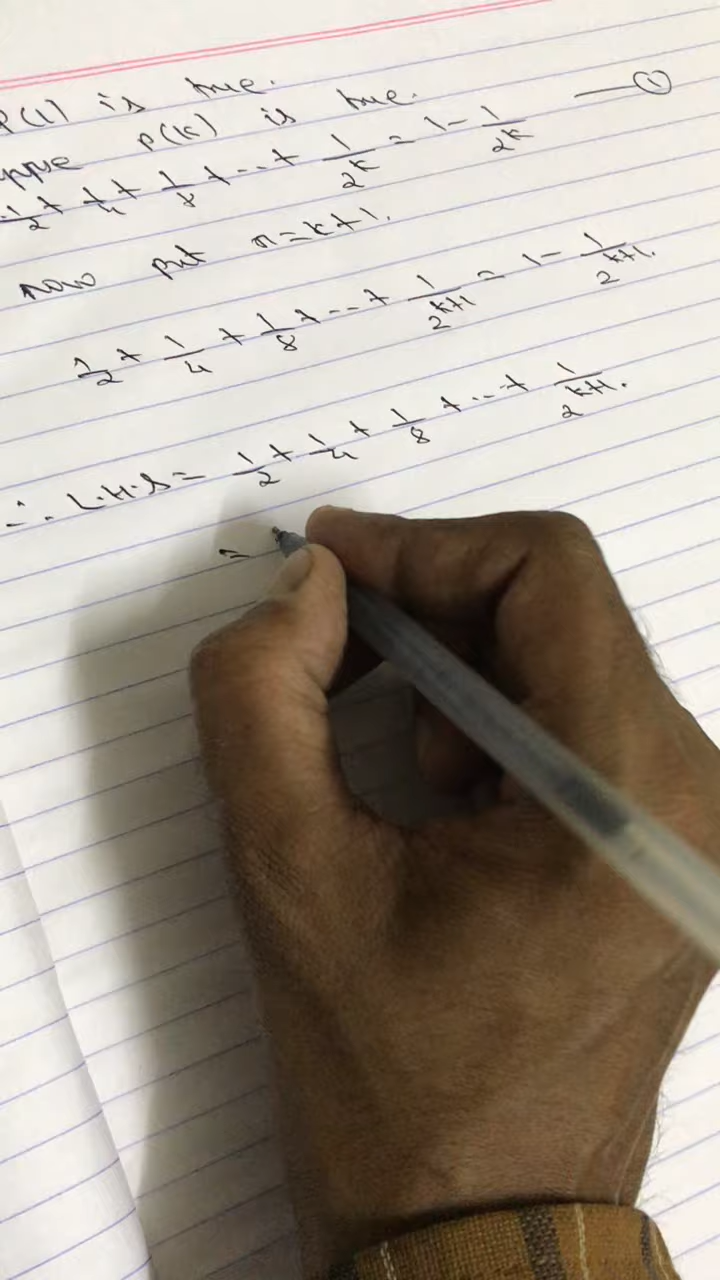 P(1) is true.
Suppose P(k) is true.
1/2 + 1/4 + 1/8 + -- + 1/2^k = 1 - 1/2^k —①
now put n = k+1.
1/2 + 1/4 + 1/8 + -- + 1/2^(k+1) = 1 - 1/2^(k+1).
∴ L.H.S = 1/2 + 1/4 + 1/8 + -- + 1/2^(k+1).
=